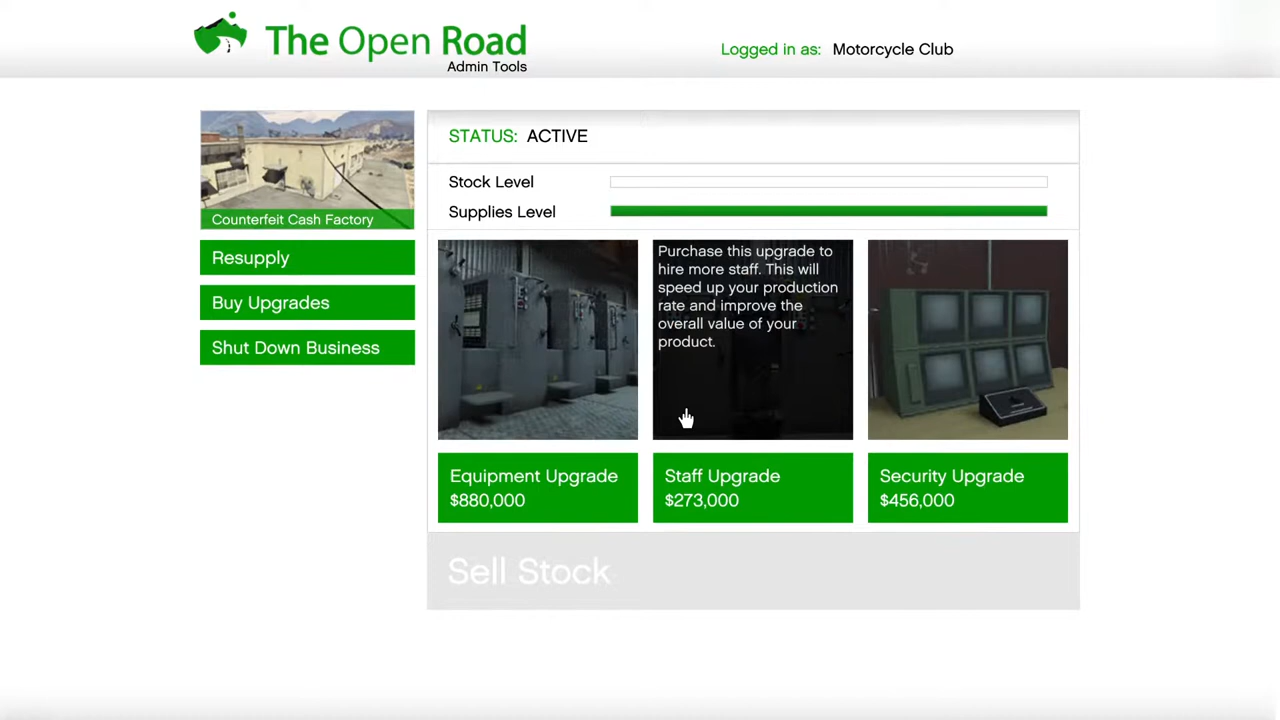 The Open Road
Admin Tools
Logged in as: Motorcycle Club
Counterfeit Cash Factory
Resupply
Buy Upgrades
Shut Down Business
STATUS: ACTIVE
Stock Level
Supplies Level
Purchase this upgrade to
hire more staff. This will
speed up your production
rate and improve the
overall value of your
product.
Equipment Upgrade
$880,000
Staff Upgrade
$273,000
Security Upgrade
$456,000
Sell Stock